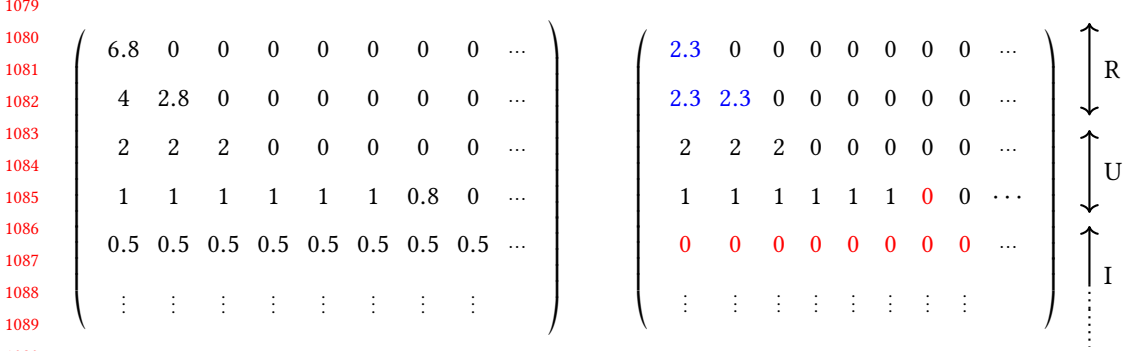 1079
1080
6.8 0 0 0 0 0 0 0 ... 2.3 0 0 0 0 0 0 0 ...
1081 R
1082
4 2.8 0 0 0 0 0 0 ... 2.3 2.3 0 0 0 0 0 0 ...
1083
2 2 2 0 0 0 0 0 ... 2 2 2 0 0 0 0 0 ...
1084 U
1085
1 1 1 1 1 1 0.8 0 ... 1 1 1 1 1 1 0 0 ...
1086
0.5 0.5 0.5 0.5 0.5 0.5 0.5 0.5 ... 0 0 0 0 0 0 0 0 ...
1087
1088 I
⋮ ⋮ ⋮ ⋮ ⋮ ⋮ ⋮ ⋮ ⋮ ⋮ ⋮ ⋮ ⋮ ⋮ ⋮ ⋮
1089